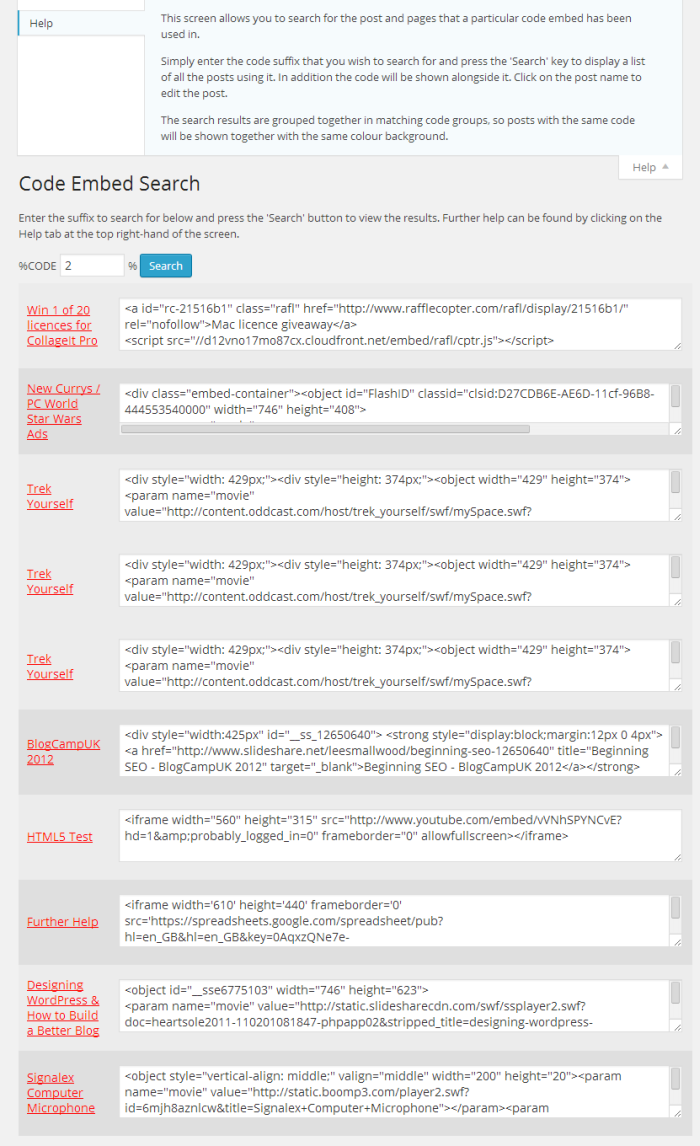 Help
This screen allows you to search for the post and pages that a particular code embed has been
used in.
Simply enter the code suffix that you wish to search for and press the 'Search' key to display a list
of all the posts using it. In addition the code will be shown alongside it. Click on the post name to
edit the post.
The search results are grouped together in matching code groups, so posts with the same code
will be shown together with the same colour background.
Help
Code Embed Search
Enter the suffix to search for below and press the 'Search' button to view the results. Further help can be found by clicking on the
Help tab at the top right-hand of the screen.
%CODE 2 % Search
Win 1 of 20
licences for
CollageIt Pro
<a id="rc-21516b1" class="rafl" href="http://www.rafflecopter.com/rafl/display/21516b1/"
rel="nofollow">Mac licence giveaway</a>
<script src="//d12vno17mo87cx.cloudfront.net/embed/rafl/cptr.js"></script>
New Currys /
PC World
Star Wars
Ads
<div class="embed-container"><object id="FlashID" classid="clsid:D27CDB6E-AE6D-11cf-96B8-
444553540000" width="746" height="408">
Trek
Yourself
<div style="width: 429px;"><div style="height: 374px;"><object width="429" height="374">
<param name="movie"
value="http://content.oddcast.com/host/trek_yourself/swf/mySpace.swf?
Trek
Yourself
<div style="width: 429px;"><div style="height: 374px;"><object width="429" height="374">
<param name="movie"
value="http://content.oddcast.com/host/trek_yourself/swf/mySpace.swf?
Trek
Yourself
<div style="width: 429px;"><div style="height: 374px;"><object width="429" height="374">
<param name="movie"
value="http://content.oddcast.com/host/trek_yourself/swf/mySpace.swf?
BlogCampUK
2012
<div style="width:425px" id="__ss_12650640"> <strong style="display:block;margin:12px 0 4px">
<a href="http://www.slideshare.net/leesmallwood/beginning-seo-12650640" title="Beginning
SEO - BlogCampUK 2012" target="_blank">Beginning SEO - BlogCampUK 2012</a></strong>
HTML5 Test
<iframe width="560" height="315" src="http://www.youtube.com/embed/vVNhSPYNCvE?
hd=1&amp;probably_logged_in=0" frameborder="0" allowfullscreen></iframe>
Further Help
<iframe width='610' height='440' frameborder='0'
src='https://spreadsheets.google.com/spreadsheet/pub?
hl=en_GB&hl=en_GB&key=0AqxzQNe7e-
Designing
WordPress &
How to Build
a Better Blog
<object id="__sse6775103" width="746" height="623">
<param name="movie" value="http://static.slidesharecdn.com/swf/ssplayer2.swf?
doc=heartsole2011-110201081847-phpapp02&stripped_title=designing-wordpress-
Signalex
Computer
Microphone
<object style="vertical-align: middle;" valign="middle" width="200" height="20"><param
name="movie" value="http://static.boomp3.com/player2.swf?
id=6mjh8aznlcw&title=Signalex+Computer+Microphone"></param><param